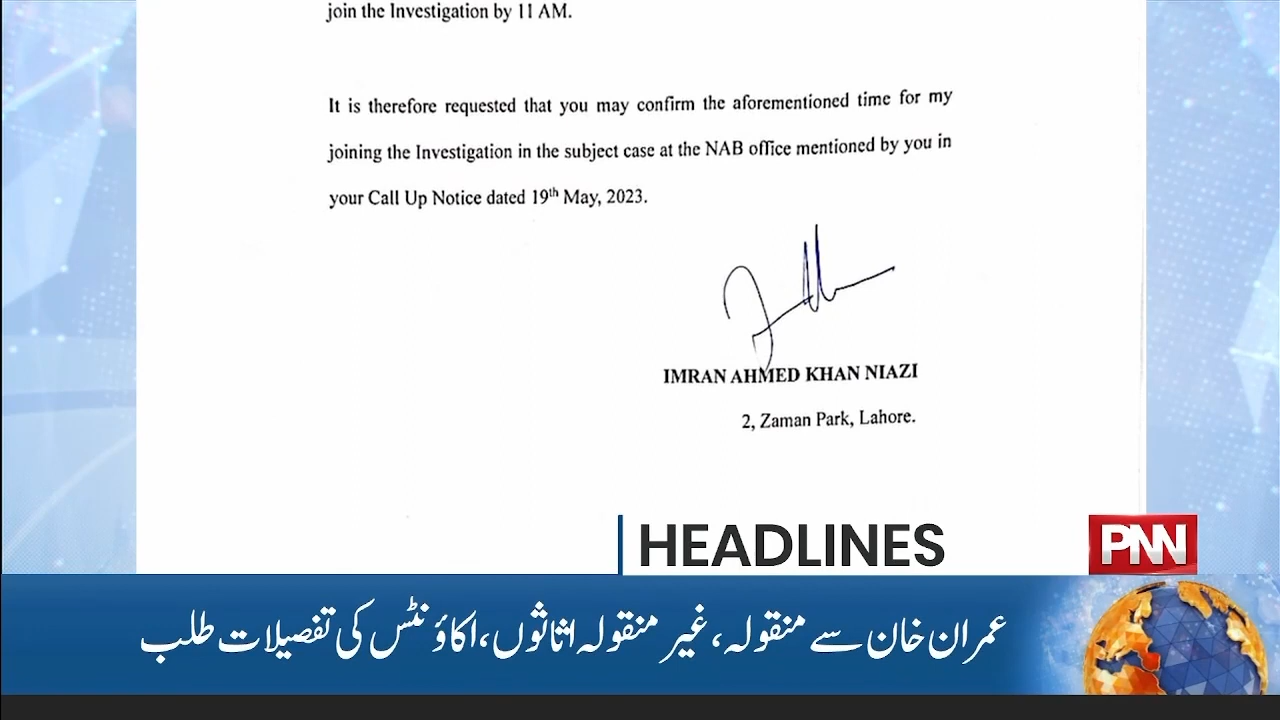 join the Investigation by 11 AM.
It is therefore requested that you may confirm the aforementioned time for my
joining the Investigation in the subject case at the NAB office mentioned by you in
your Call Up Notice dated 19th May, 2023.
IMRAN AHMED KHAN NIAZI
2, Zaman Park, Lahore.
HEADLINES
PNN
عمران خان سے منقولہ، غیر منقولہ اثاثوں، اکاؤنٹس کی تفصیلات طلب